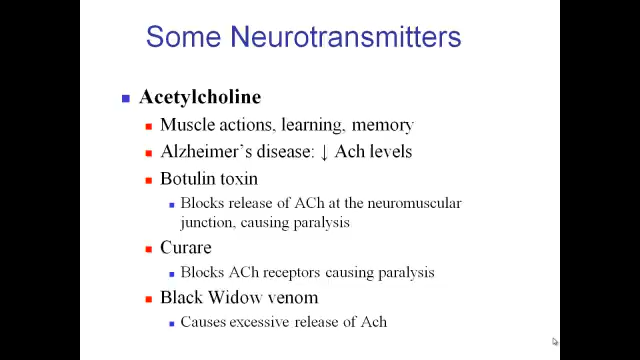 Some Neurotransmitters
Acetylcholine
Muscle actions, learning, memory
Alzheimer's disease: ↓ Ach levels
Botulin toxin
Blocks release of ACh at the neuromuscular
junction, causing paralysis
Curare
Blocks ACh receptors causing paralysis
Black Widow venom
Causes excessive release of Ach